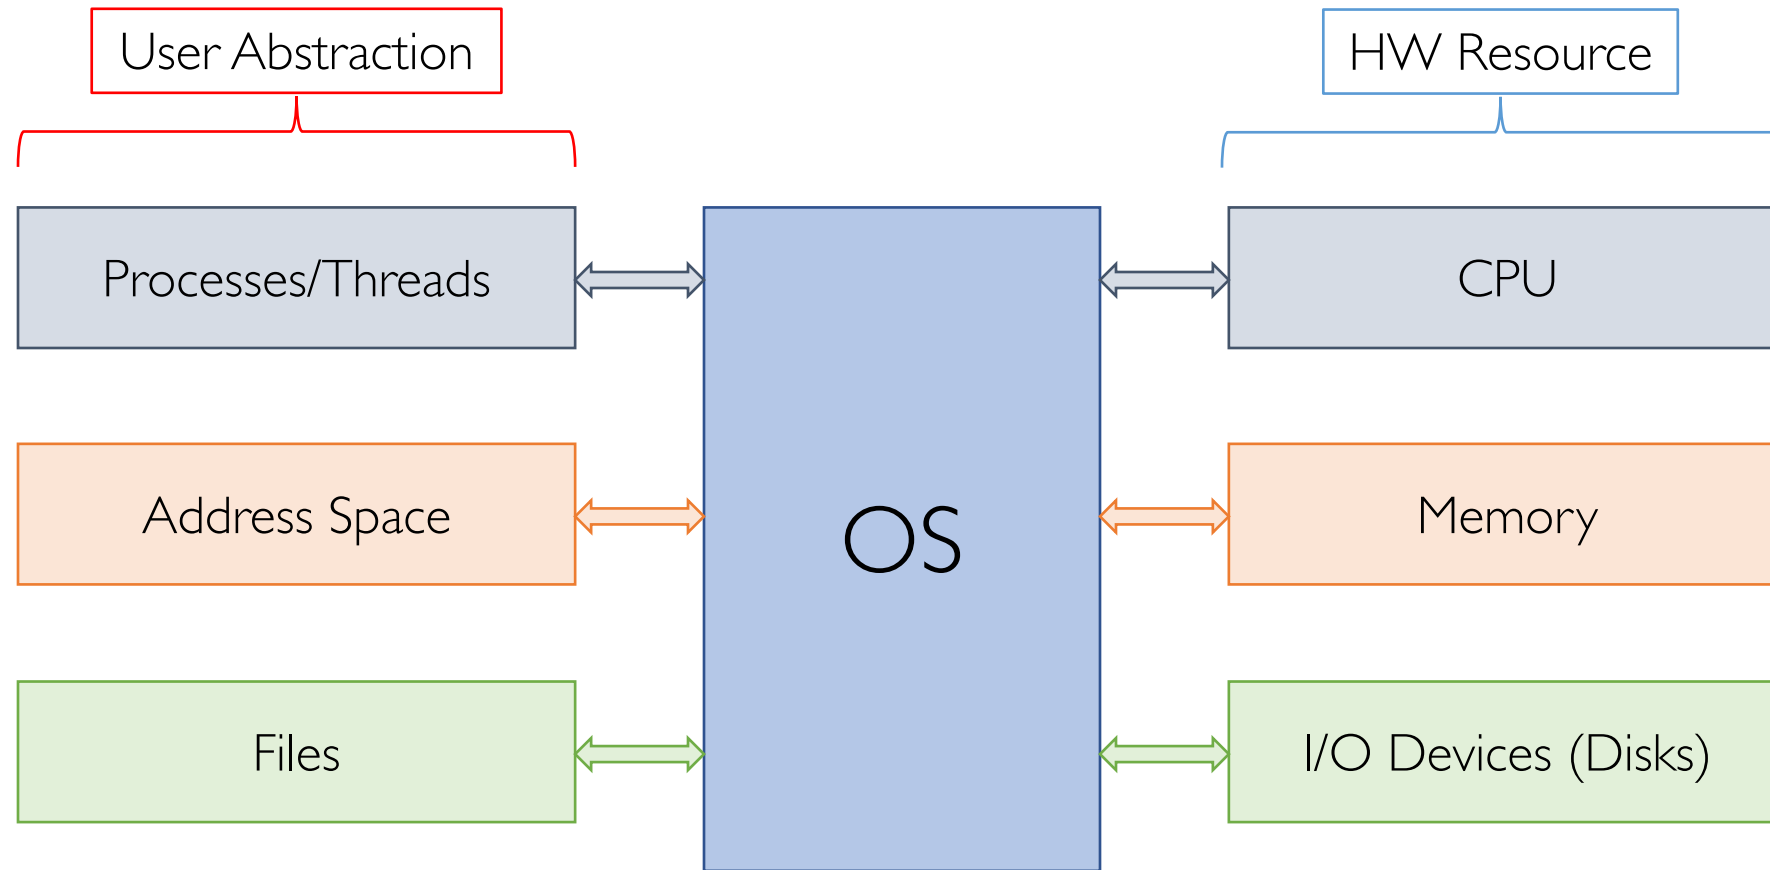 User Abstraction
HW Resource
Processes/Threads
CPU
Address Space
OS
Memory
Files
I/O Devices (Disks)